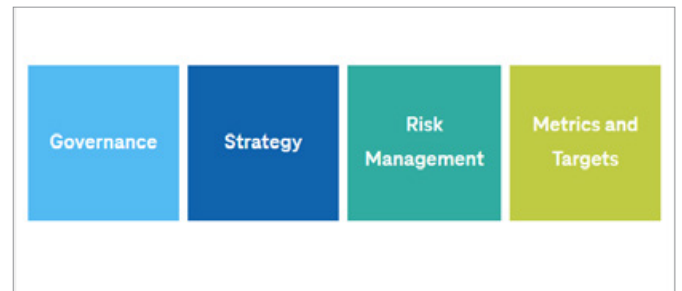 Governance
Strategy
Risk
Management
Metrics and
Targets